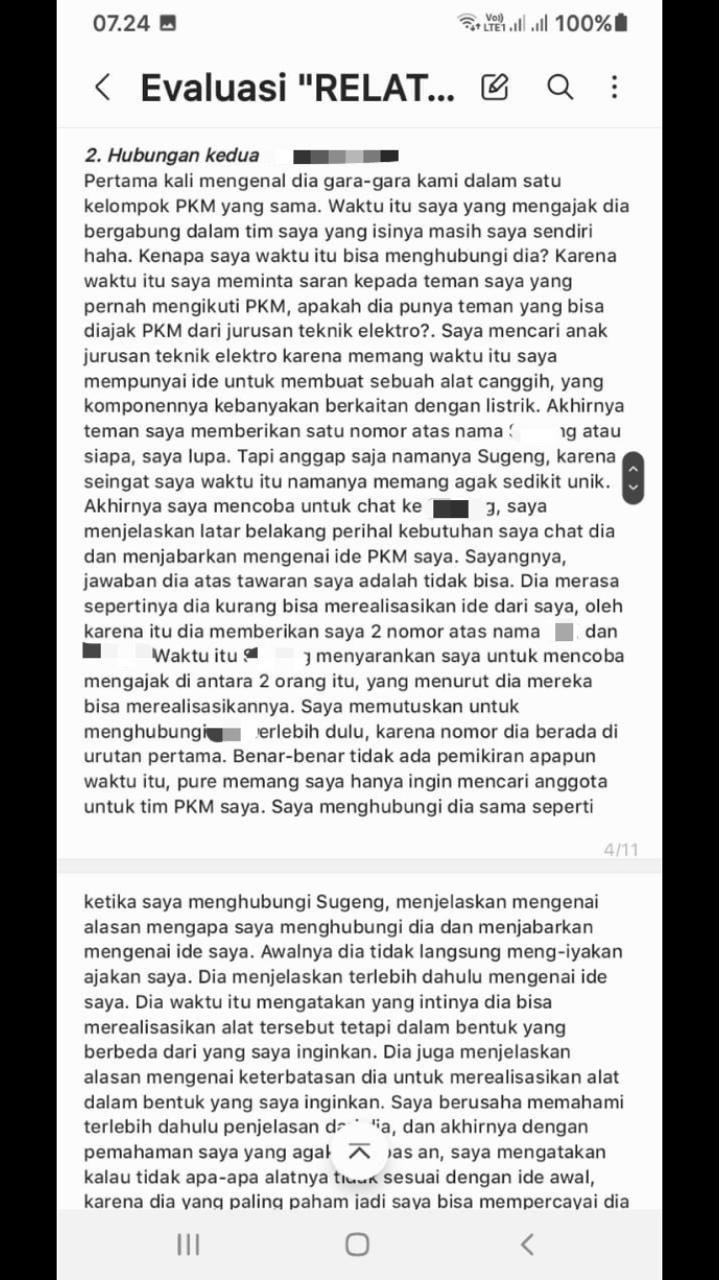 07.24
Vo)) LTE1
100%
Evaluasi "RELAT...
2. Hubungan kedua
Pertama kali mengenal dia gara-gara kami dalam satu
kelompok PKM yang sama. Waktu itu saya yang mengajak dia
bergabung dalam tim saya yang isinya masih saya sendiri
haha. Kenapa saya waktu itu bisa menghubungi dia? Karena
waktu itu saya meminta saran kepada teman saya yang
pernah mengikuti PKM, apakah dia punya teman yang bisa
diajak PKM dari jurusan teknik elektro?. Saya mencari anak
jurusan teknik elektro karena memang waktu itu saya
mempunyai ide untuk membuat sebuah alat canggih, yang
komponennya kebanyakan berkaitan dengan listrik. Akhirnya
teman saya memberikan satu nomor atas nama atau
siapa, saya lupa. Tapi anggap saja namanya Sugeng, karena
seingat saya waktu itu namanya memang agak sedikit unik.
Akhirnya saya mencoba untuk chat ke , saya
menjelaskan latar belakang perihal kebutuhan saya chat dia
dan menjabarkan mengenai ide PKM saya. Sayangnya,
jawaban dia atas tawaran saya adalah tidak bisa. Dia merasa
sepertinya dia kurang bisa merealisasikan ide dari saya, oleh
karena itu dia memberikan saya 2 nomor atas nama dan
Waktu itu menyarankan saya untuk mencoba
mengajak di antara 2 orang itu, yang menurut dia mereka
bisa merealisasikannya. Saya memutuskan untuk
menghubungi dulu, karena nomor dia berada di
urutan pertama. Benar-benar tidak ada pemikiran apapun
waktu itu, pure memang saya hanya ingin mencari anggota
untuk tim PKM saya. Saya menghubungi dia sama seperti
4/11
ketika saya menghubungi Sugeng, menjelaskan mengenai
alasan mengapa saya menghubungi dia dan menjabarkan
mengenai ide saya. Awalnya dia tidak langsung meng-iyakan
ajakan saya. Dia menjelaskan terlebih dahulu mengenai ide
saya. Dia waktu itu mengatakan yang intinya dia bisa
merealisasikan alat tersebut tetapi dalam bentuk yang
berbeda dari yang saya inginkan. Dia juga menjelaskan
alasan mengenai keterbatasan dia untuk merealisasikan alat
dalam bentuk yang saya inginkan. Saya berusaha memahami
terlebih dahulu penjelasan dari dia, dan akhirnya dengan
pemahaman saya yang agak an, saya mengatakan
kalau tidak apa-apa alatnya tidak sesuai dengan ide awal,
karena dia yang paling paham jadi saya bisa mempercayai dia